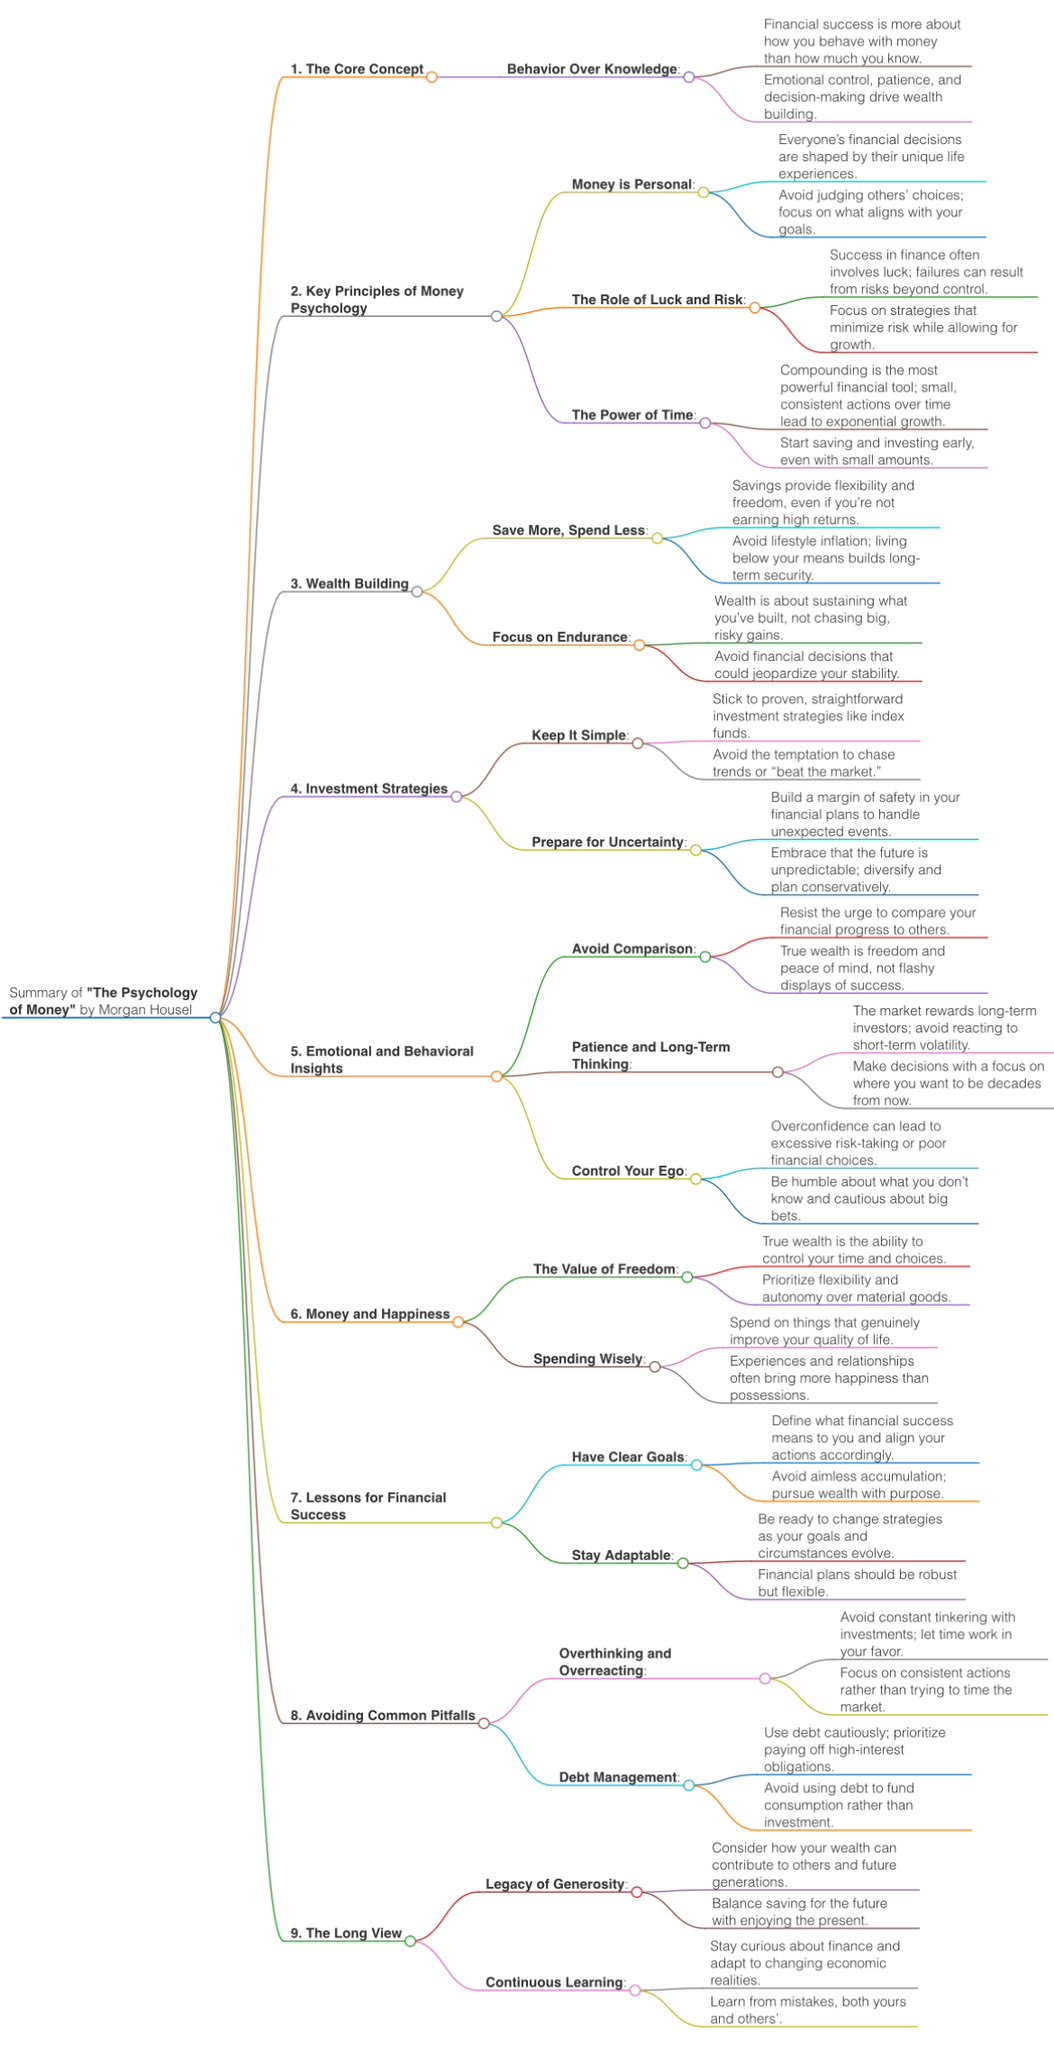 Summary of "The Psychology
of Money" by Morgan Housel
1. The Core Concept
Behavior Over Knowledge:
Financial success is more about
how you behave with money
than how much you know.
Emotional control, patience, and
decision-making drive wealth
building.
2. Key Principles of Money
Psychology
Money is Personal:
Everyone’s financial decisions
are shaped by their unique life
experiences.
Avoid judging others’ choices;
focus on what aligns with your
goals.
The Role of Luck and Risk:
Success in finance often
involves luck; failures can result
from risks beyond control.
Focus on strategies that
minimize risk while allowing for
growth.
The Power of Time:
Compounding is the most
powerful financial tool; small,
consistent actions over time
lead to exponential growth.
Start saving and investing early,
even with small amounts.
3. Wealth Building
Save More, Spend Less:
Savings provide flexibility and
freedom, even if you’re not
earning high returns.
Avoid lifestyle inflation; living
below your means builds long-
term security.
Focus on Endurance:
Wealth is about sustaining what
you’ve built, not chasing big,
risky gains.
Avoid financial decisions that
could jeopardize your stability.
4. Investment Strategies
Keep It Simple:
Stick to proven, straightforward
investment strategies like index
funds.
Avoid the temptation to chase
trends or “beat the market.”
Prepare for Uncertainty:
Build a margin of safety in your
financial plans to handle
unexpected events.
Embrace that the future is
unpredictable; diversify and
plan conservatively.
5. Emotional and Behavioral
Insights
Avoid Comparison:
Resist the urge to compare your
financial progress to others.
True wealth is freedom and
peace of mind, not flashy
displays of success.
Patience and Long-Term
Thinking:
The market rewards long-term
investors; avoid reacting to
short-term volatility.
Make decisions with a focus on
where you want to be decades
from now.
Control Your Ego:
Overconfidence can lead to
excessive risk-taking or poor
financial choices.
Be humble about what you don’t
know and cautious about big
bets.
6. Money and Happiness
The Value of Freedom:
True wealth is the ability to
control your time and choices.
Prioritize flexibility and
autonomy over material goods.
Spending Wisely:
Spend on things that genuinely
improve your quality of life.
Experiences and relationships
often bring more happiness than
possessions.
7. Lessons for Financial
Success
Have Clear Goals:
Define what financial success
means to you and align your
actions accordingly.
Avoid aimless accumulation;
pursue wealth with purpose.
Stay Adaptable:
Be ready to change strategies
as your goals and
circumstances evolve.
Financial plans should be robust
but flexible.
8. Avoiding Common Pitfalls
Overthinking and
Overreacting:
Avoid constant tinkering with
investments; let time work in
your favor.
Focus on consistent actions
rather than trying to time the
market.
Debt Management:
Use debt cautiously; prioritize
paying off high-interest
obligations.
Avoid using debt to fund
consumption rather than
investment.
9. The Long View
Legacy of Generosity:
Consider how your wealth can
contribute to others and future
generations.
Balance saving for the future
with enjoying the present.
Continuous Learning:
Stay curious about finance and
adapt to changing economic
realities.
Learn from mistakes, both yours
and others’.